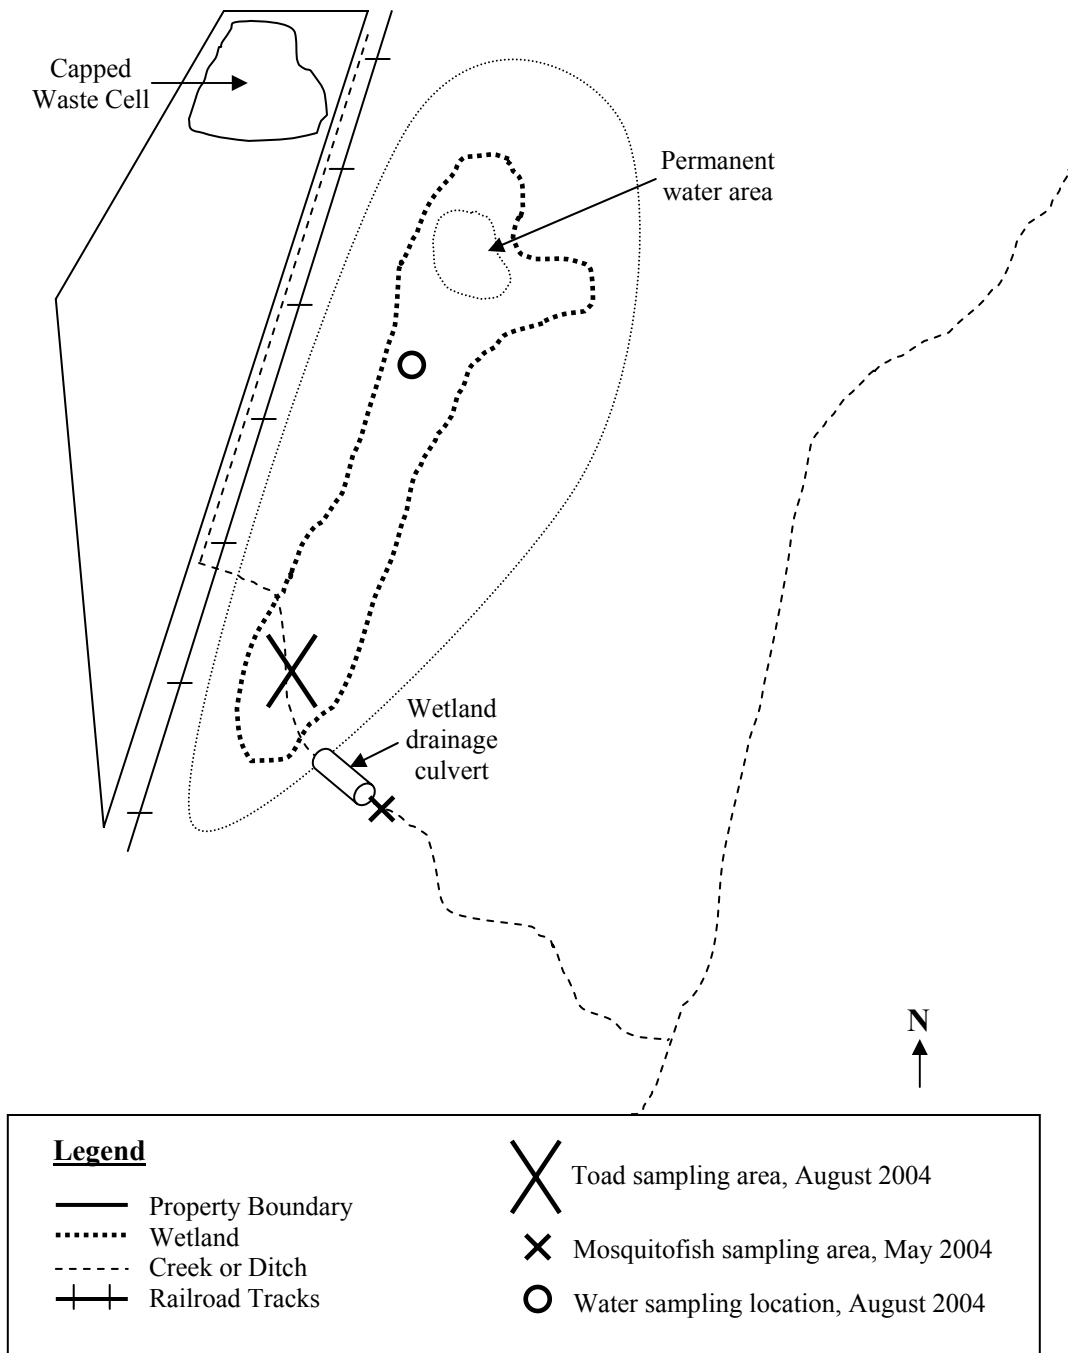 Capped
Waste Cell
Permanent
water area
Wetland
drainage
culvert
N
Legend
Property Boundary
Wetland
Creek or Ditch
Railroad Tracks
Toad sampling area, August 2004
Mosquitofish sampling area, May 2004
Water sampling location, August 2004